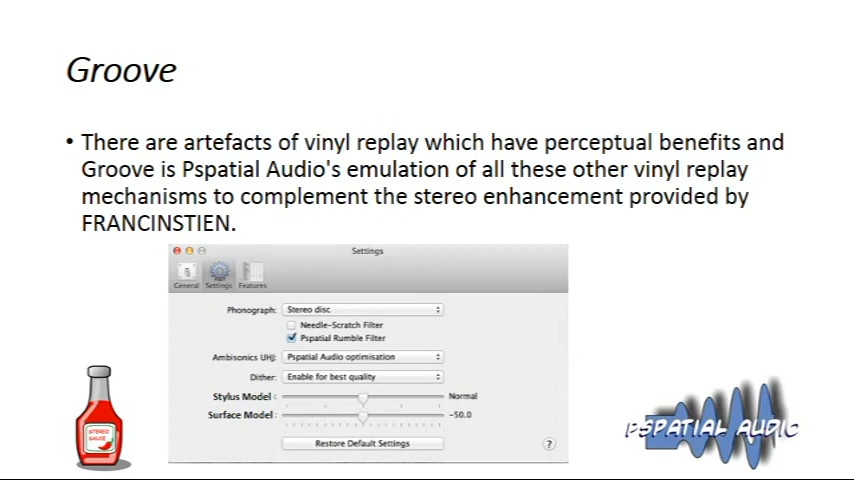 Groove
• There are artefacts of vinyl replay which have perceptual benefits and
Groove is Pspatial Audio's emulation of all these other vinyl replay
mechanisms to complement the stereo enhancement provided by
FRANCINSTIEN.
Settings
General Settings Features
Phonograph: Stereo disc
Needle-Scratch Filter
Pspatial Rumble Filter
Ambisonics UHJ: Pspatial Audio optimisation
Dither: Enable for best quality
Stylus Model: Normal
Surface Model: -50.0
Restore Default Settings ?
STEREO
SAUCE
PSPATIAL AUDIO